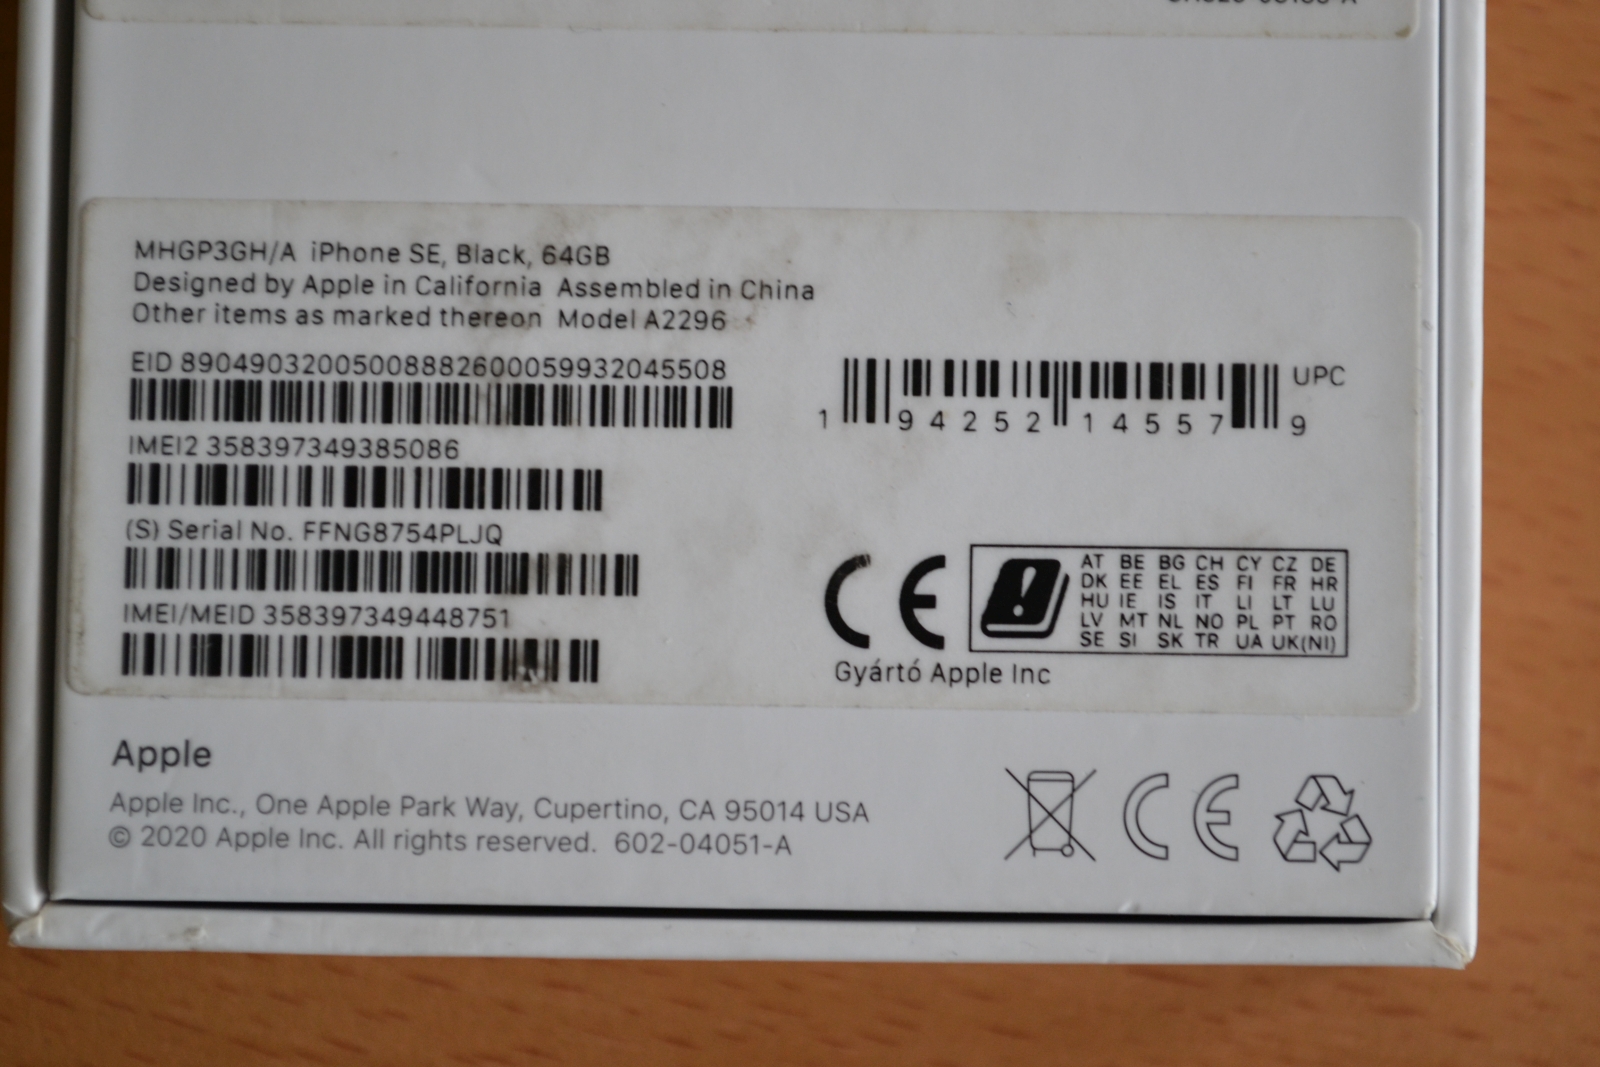 MHGP3GH/A iPhone SE, Black, 64GB
Designed by Apple in California Assembled in China
Other items as marked thereon Model A2296
EID 89049032005008882600059932045508
IMEI2 358397349385086
(S) Serial No. FFNG8754PLJQ
IMEI/MEID 358397349448751
UPC
1 94252 14557 9
CE
AT BE BG CH CY CZ DE
DK EE EL ES FI FR HR
HU IE IS IT LI LT LU
LV MT NL NO PL PT RO
SE SI SK TR UA UK(NI)
Gyártó Apple Inc
Apple
Apple Inc., One Apple Park Way, Cupertino, CA 95014 USA
© 2020 Apple Inc. All rights reserved. 602-04051-A
CE